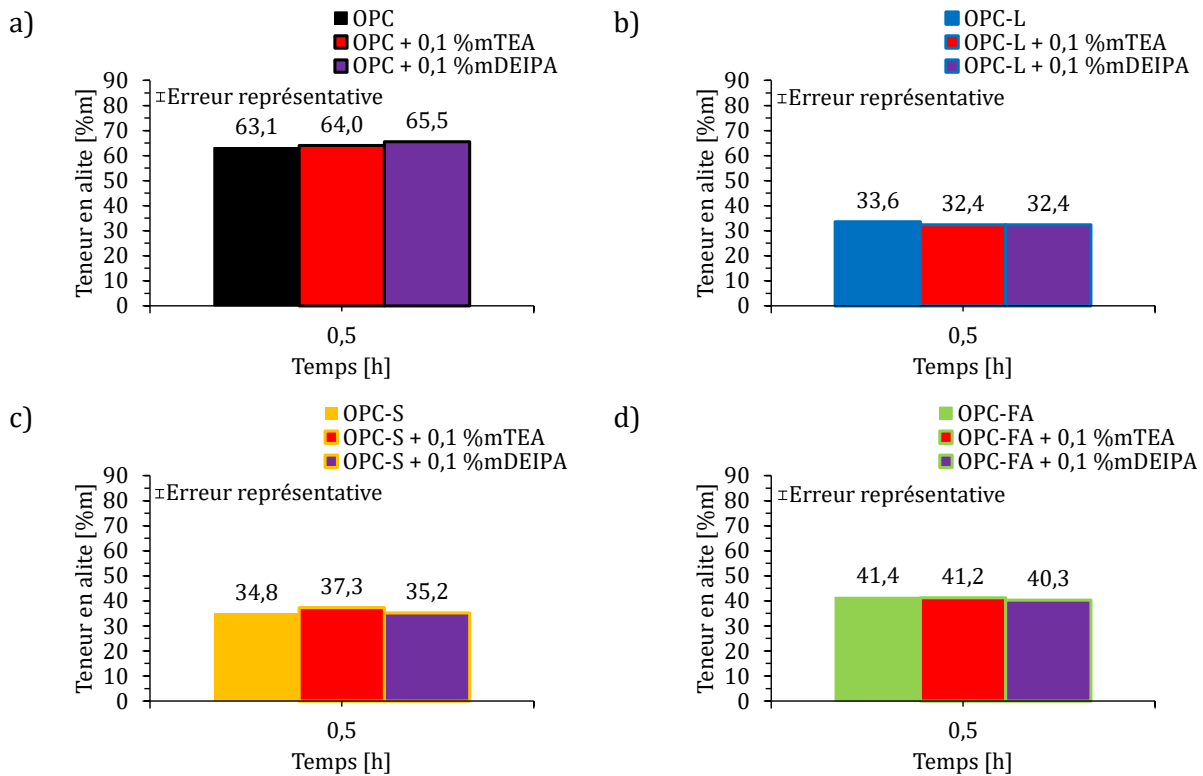 a)
OPC
OPC + 0,1 %mTEA
OPC + 0,1 %mDEIPA
Teneur en alite [%m]
90
80
70
60
50
40
30
20
10
0
Erreur représentative
63,1
64,0
65,5
0,5
Temps [h]
b)
OPC-L
OPC-L + 0,1 %mTEA
OPC-L + 0,1 %mDEIPA
Teneur en alite [%m]
90
80
70
60
50
40
30
20
10
0
Erreur représentative
33,6
32,4
32,4
0,5
Temps [h]
c)
OPC-S
OPC-S + 0,1 %mTEA
OPC-S + 0,1 %mDEIPA
Teneur en alite [%m]
90
80
70
60
50
40
30
20
10
0
Erreur représentative
34,8
37,3
35,2
0,5
Temps [h]
d)
OPC-FA
OPC-FA + 0,1 %mTEA
OPC-FA + 0,1 %mDEIPA
Teneur en alite [%m]
90
80
70
60
50
40
30
20
10
0
Erreur représentative
41,4
41,2
40,3
0,5
Temps [h]